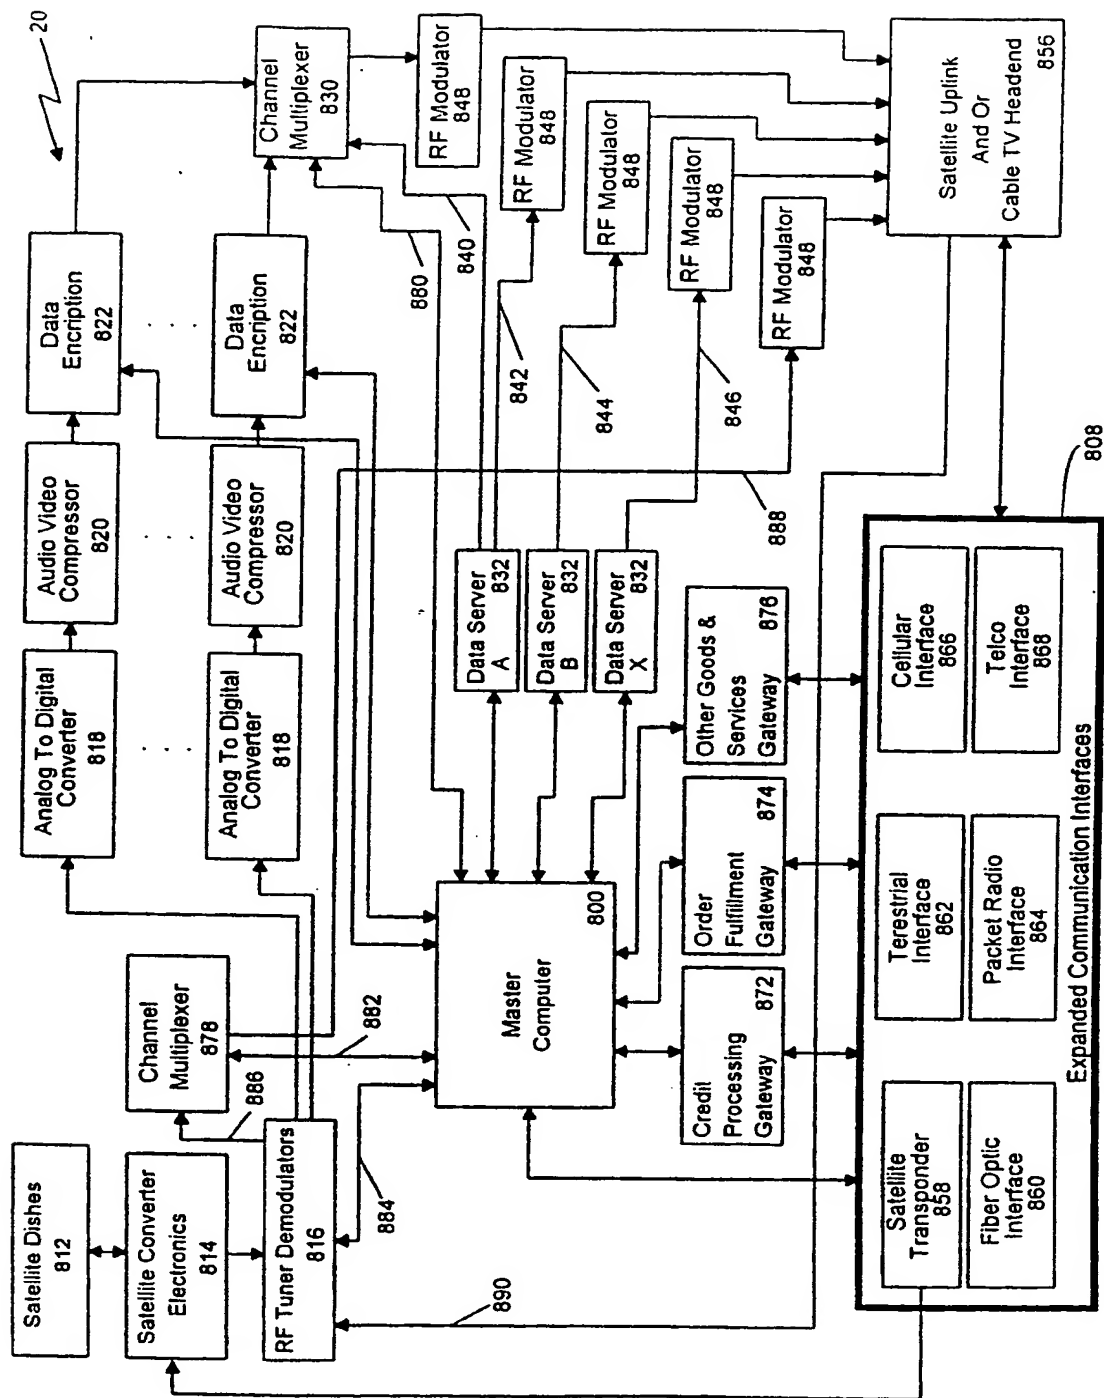 20
Satellite Dishes
812
Satellite Converter
Electronics
814
RF Tuner Demodulators
816
886
Channel
Multiplexer
878
882
884
890
Analog To Digital
Converter
818
. . . .
Analog To Digital
Converter
818
Audio Video
Compressor
820
. . . .
Audio Video
Compressor
820
Data
Encription
822
. . . .
Data
Encription
822
Channel
Multiplexer
830
RF Modulator
848
880
840
842
RF Modulator
848
844
RF Modulator
848
846
RF Modulator
848
888
RF Modulator
848
Master
Computer
800
Data Server
A 832
Data Server
B 832
Data Server
X 832
Credit
Processing
Gateway
872
Order
Fulfillment
Gateway
874
Other Goods &
Services
Gateway
876
Satellite Uplink
And Or
Cable TV Headend
856
808
Satellite
Transponder
858
Terestrial
Interface
862
Cellular
Interface
866
Fiber Optic
Interface
860
Packet Radio
Interface
864
Telco
Interface
868
Expanded Communication Interfaces